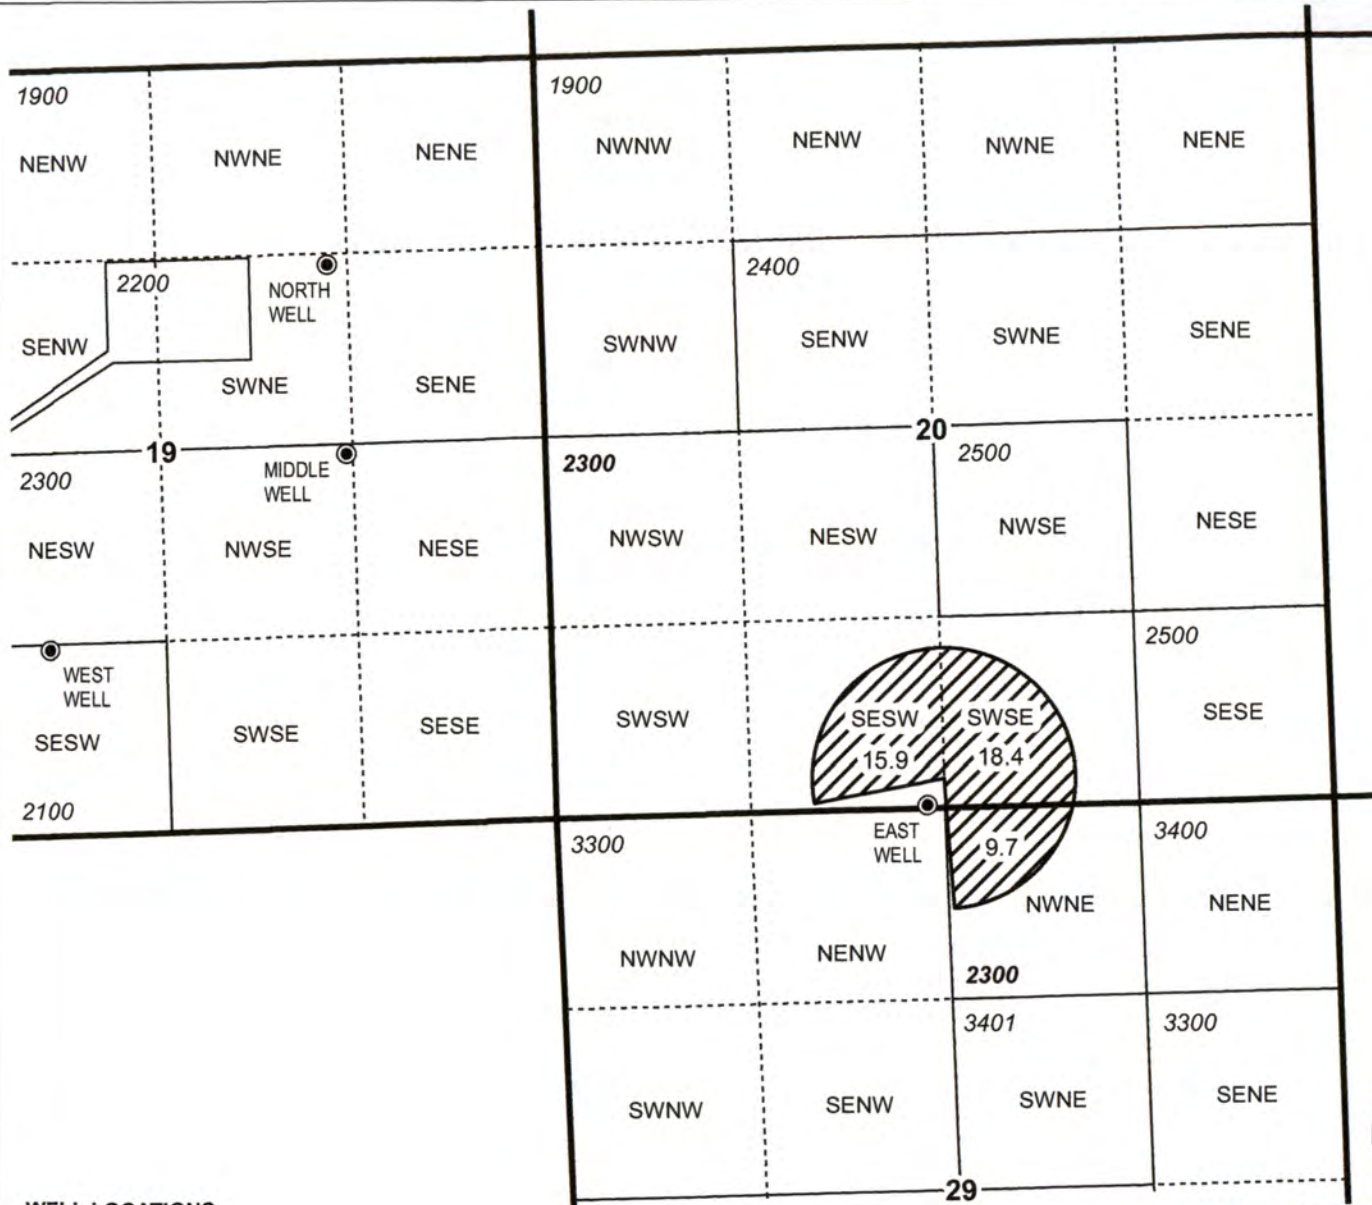 1900
1900
NENW
NWNE
NENE
NWNW
NENW
NWNE
NENE
2200
NORTH
WELL
2400
SENW
SWNE
SENE
SWNW
SENW
SWNE
SENE
19
20
2300
MIDDLE
WELL
2300
2500
NESW
NWSE
NESE
NWSW
NESW
NWSE
NESE
WEST
WELL
2500
SESW
SWSE
SESE
SWSW
SESW
SWSE
SESE
15.9
18.4
2100
3300
EAST
WELL
9.7
3400
NWNW
NENW
NWNE
NENE
2300
3401
3300
SWNW
SENW
SWNE
SENE
29